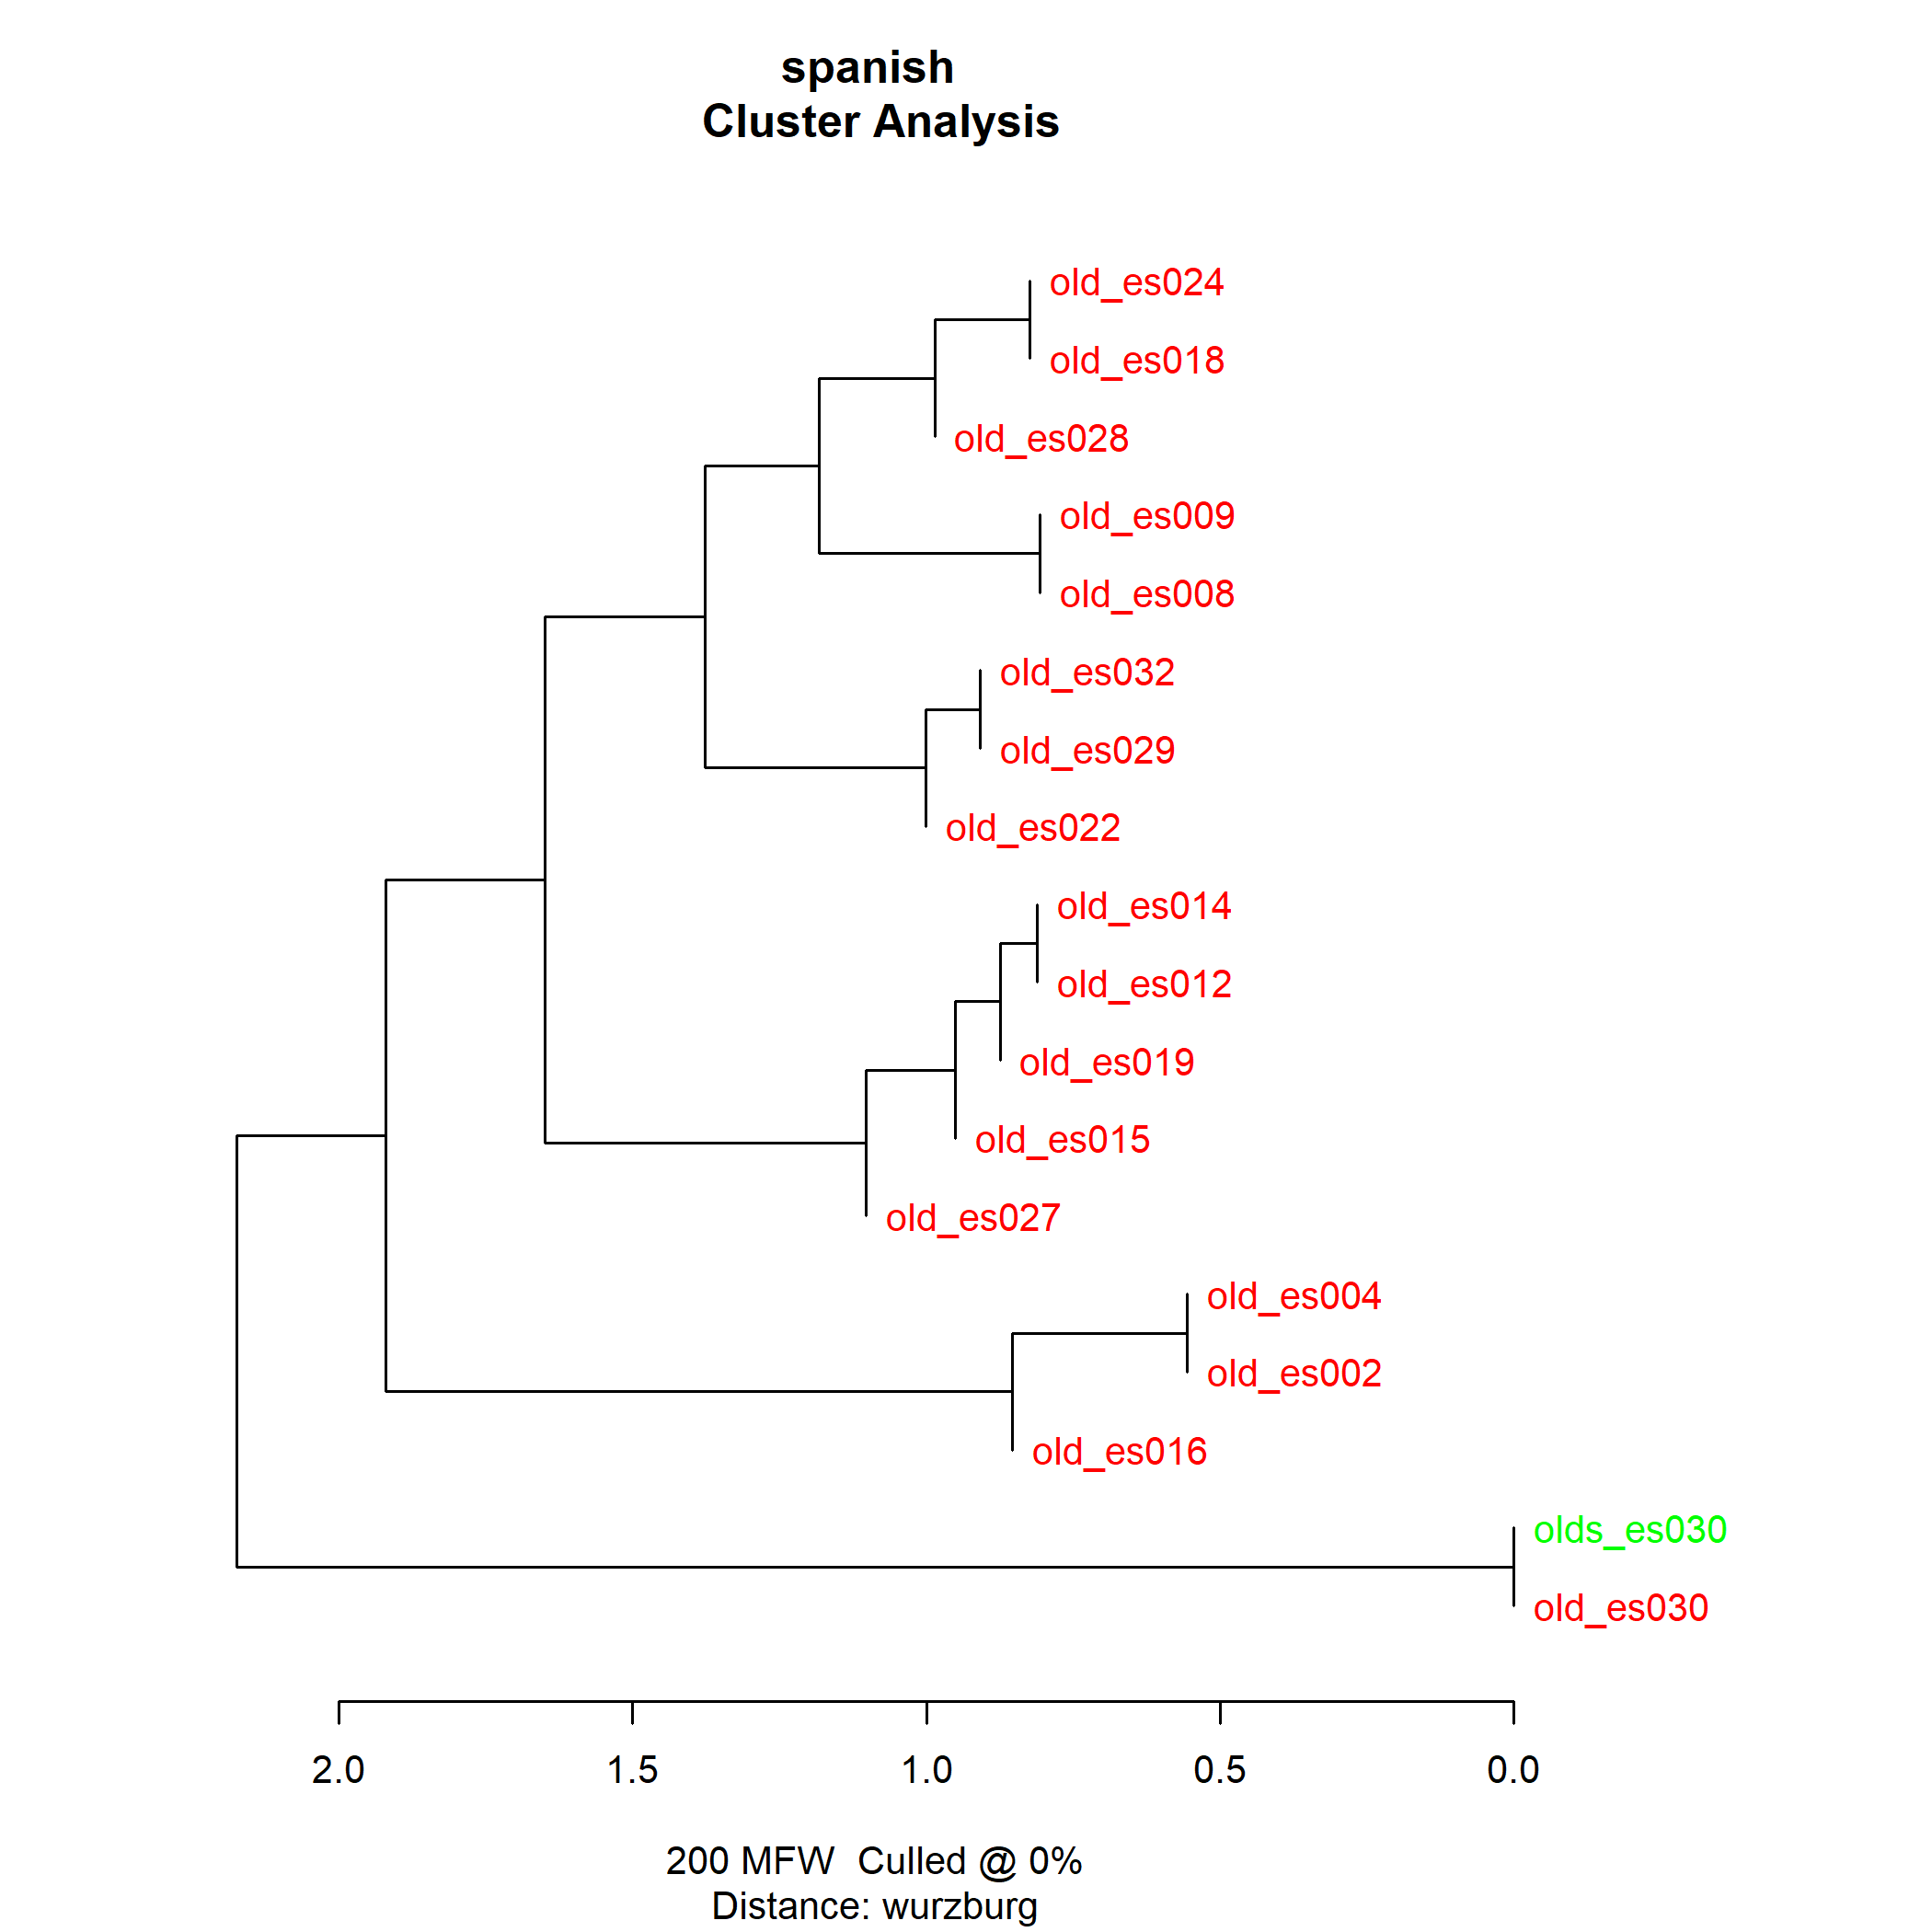 spanish
Cluster Analysis
old_es024
old_es018
old_es028
old_es009
old_es008
old_es032
old_es029
old_es022
old_es014
old_es012
old_es019
old_es015
old_es027
old_es004
old_es002
old_es016
olds_es030
old_es030
2.0 1.5 1.0 0.5 0.0
200 MFW  Culled @ 0%
Distance: wurzburg